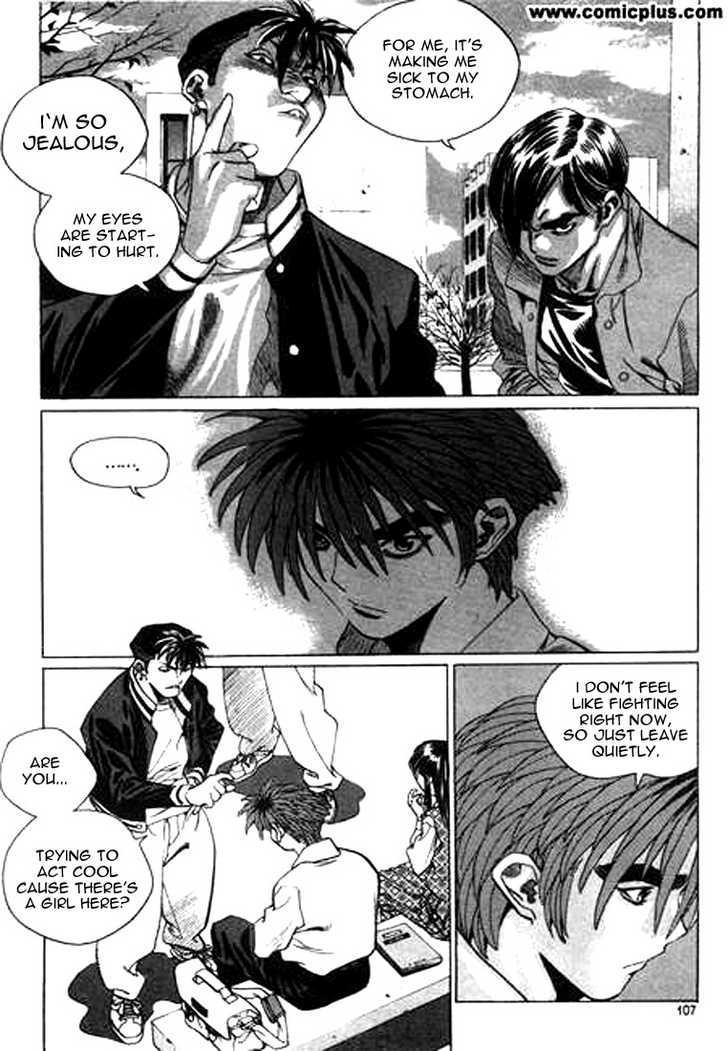 www.comicplus.com
I'M SO
JEALOUS,
MY EYES
ARE START-
ING TO HURT.
FOR ME, IT'S
MAKING ME
SICK TO MY
STOMACH.
......
ARE
YOU...
TRYING TO
ACT COOL
CAUSE THERE'S
A GIRL HERE?
I DON'T FEEL
LIKE FIGHTING
RIGHT NOW,
SO JUST LEAVE
QUIETLY.
107